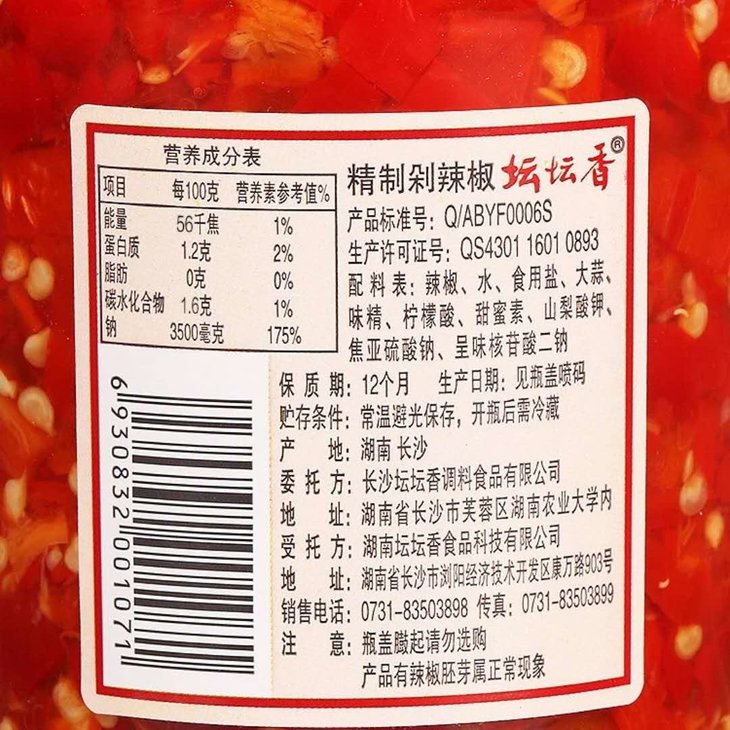 营养成分表
项目 每100克 营养素参考值%
能量 56千焦 1%
蛋白质 1.2克 2%
脂肪 0克 0%
碳水化合物 1.6克 1%
钠 3500毫克 175%
精制剁辣椒 坛坛香®
产品标准号：Q/ABYF0006S
生产许可证号：QS4301 1601 0893
配料表：辣椒、水、食用盐、大蒜、
味精、柠檬酸、甜蜜素、山梨酸钾、
焦亚硫酸钠、呈味核苷酸二钠
保质期：12个月 生产日期：见瓶盖喷码
贮存条件：常温避光保存，开瓶后需冷藏
产地：湖南 长沙
委托方：长沙坛坛香调料食品有限公司
地址：湖南省长沙市芙蓉区湖南农业大学内
受托方：湖南坛坛香食品科技有限公司
地址：湖南省长沙市浏阳经济技术开发区康万路903号
销售电话：0731-83503898 传真：0731-83503899
注意：瓶盖臌起请勿选购
产品有辣椒胚芽属正常现象
6930832001071